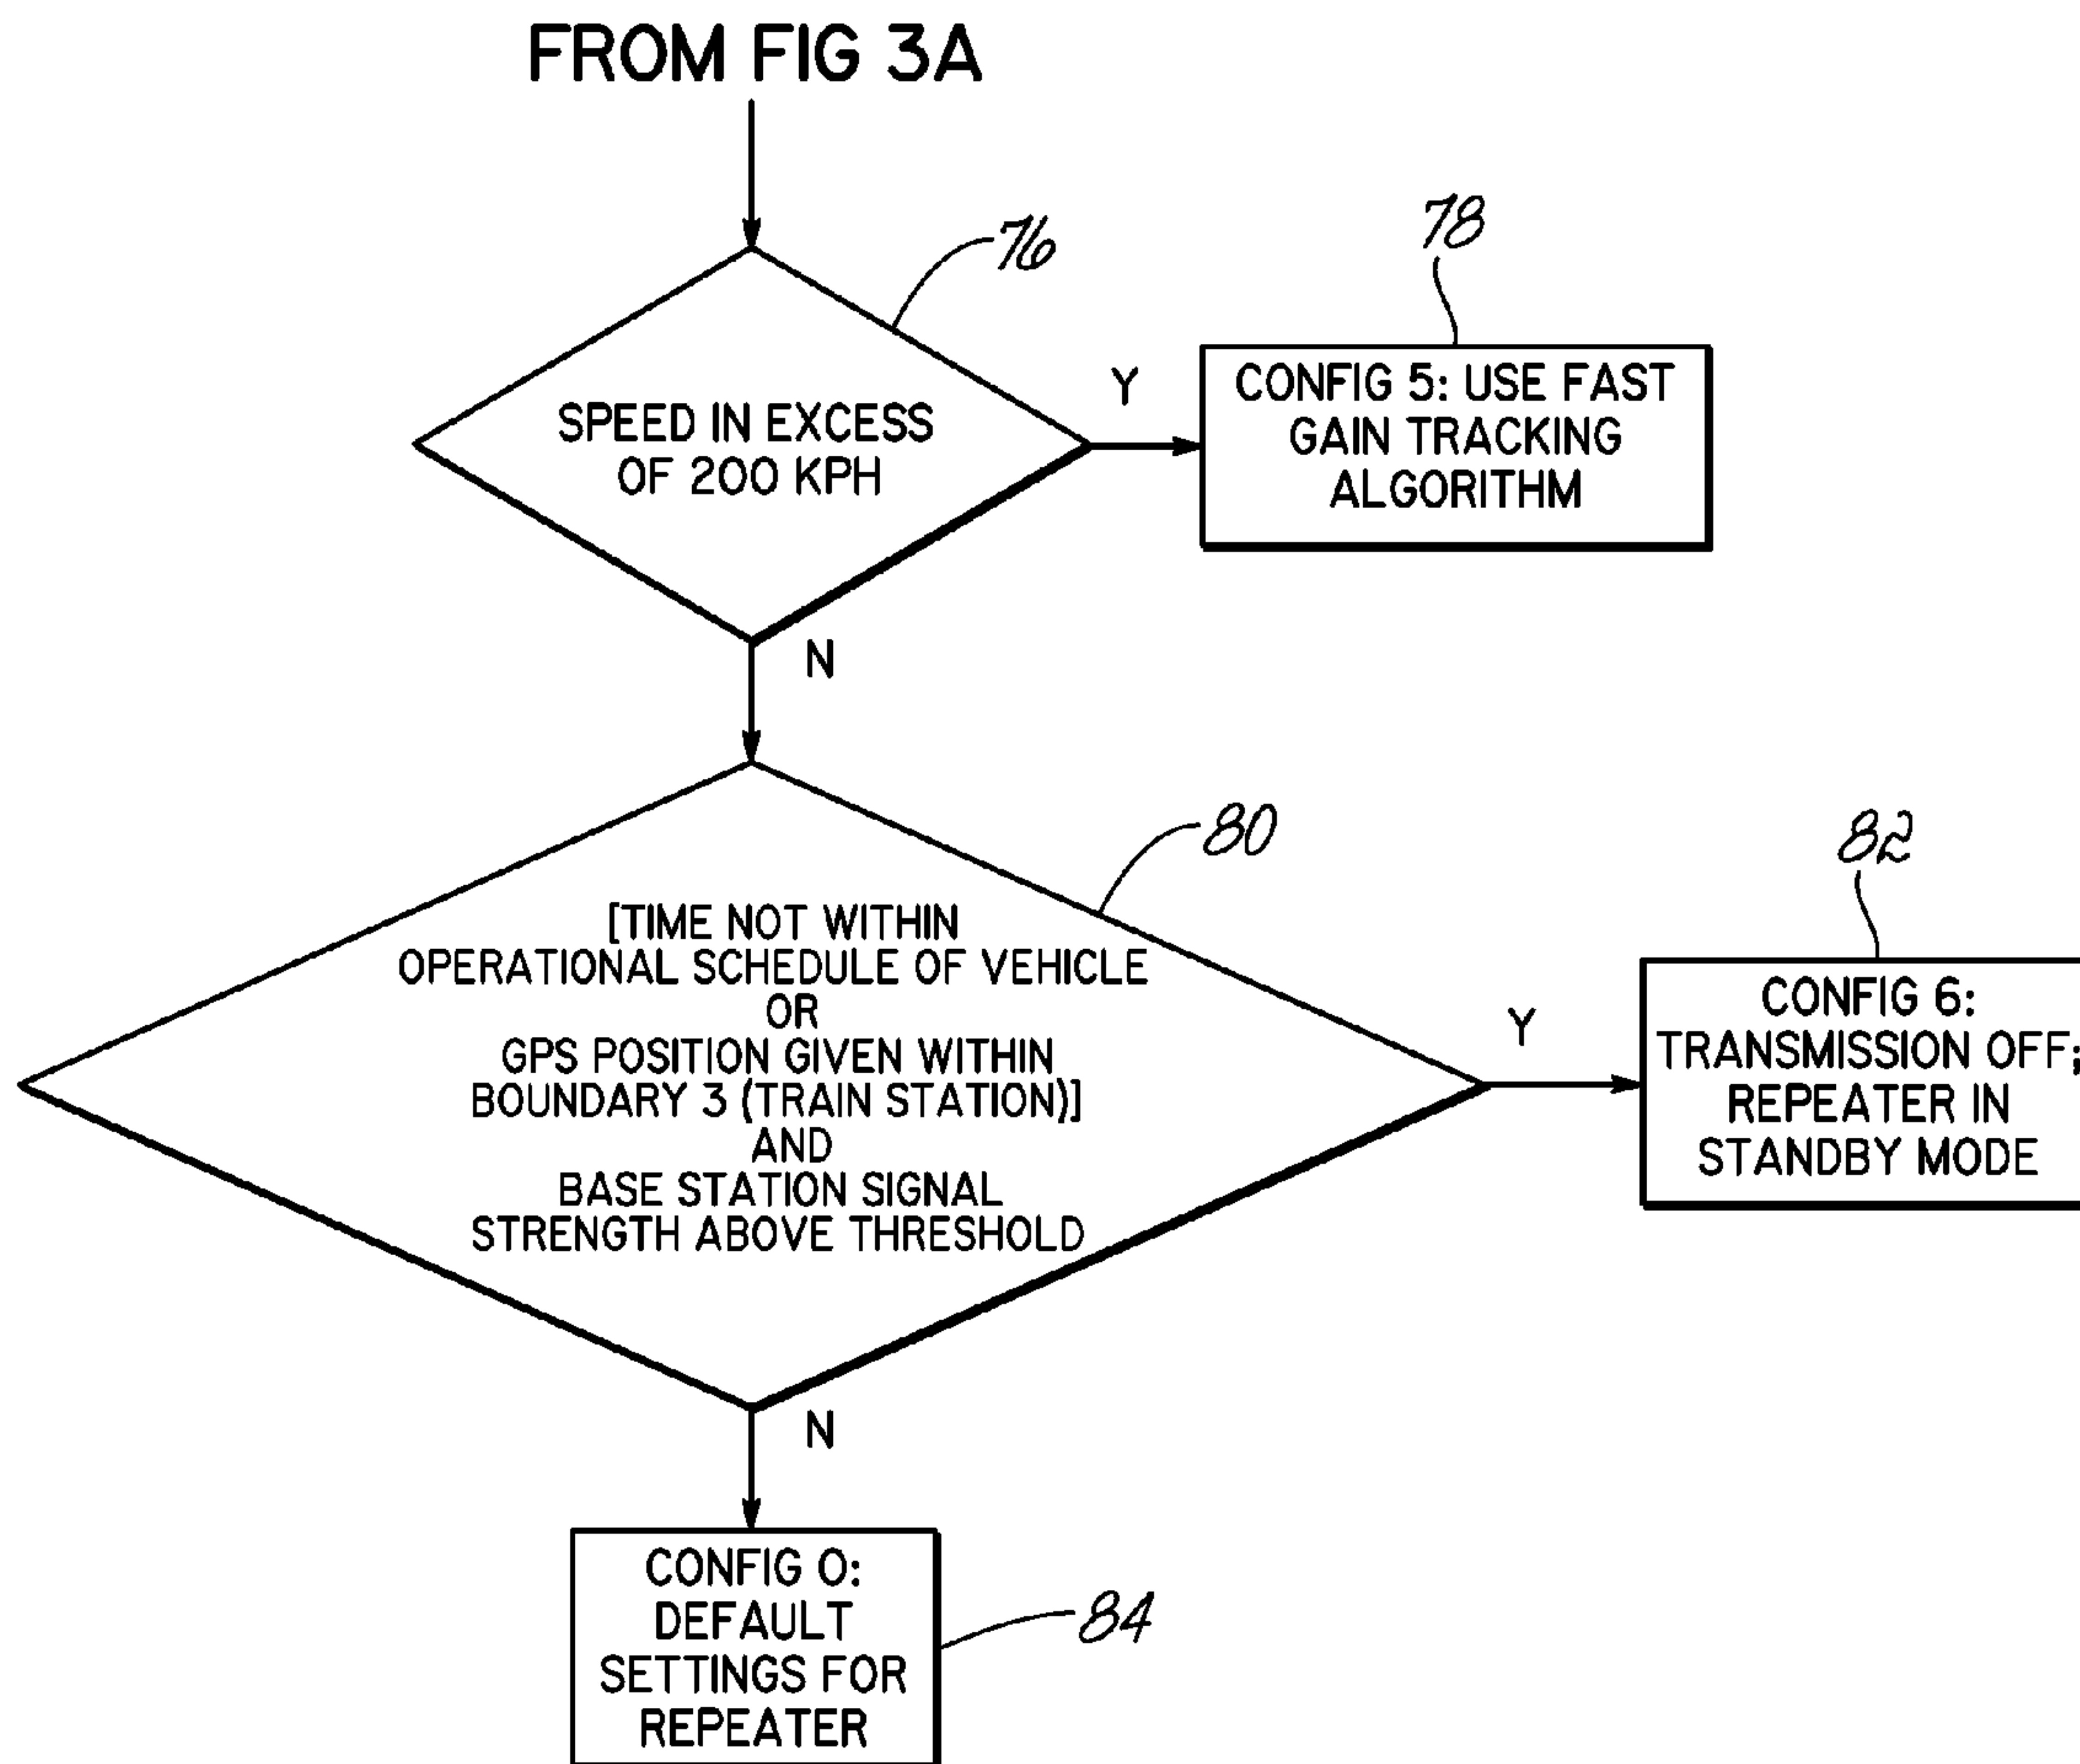 FROM FIG 3A
76
78
SPEED IN EXCESS
OF 200 KPH
Y
CONFIG 5: USE FAST
GAIN TRACKING
ALGORITHM
N
80
82
[TIME NOT WITHIN
OPERATIONAL SCHEDULE OF VEHICLE
OR
GPS POSITION GIVEN WITHIN
BOUNDARY 3 (TRAIN STATION)]
AND
BASE STATION SIGNAL
STRENGTH ABOVE THRESHOLD
Y
CONFIG 6:
TRANSMISSION OFF;
REPEATER IN
STANDBY MODE
N
CONFIG 0:
DEFAULT
SETTINGS FOR
REPEATER
84